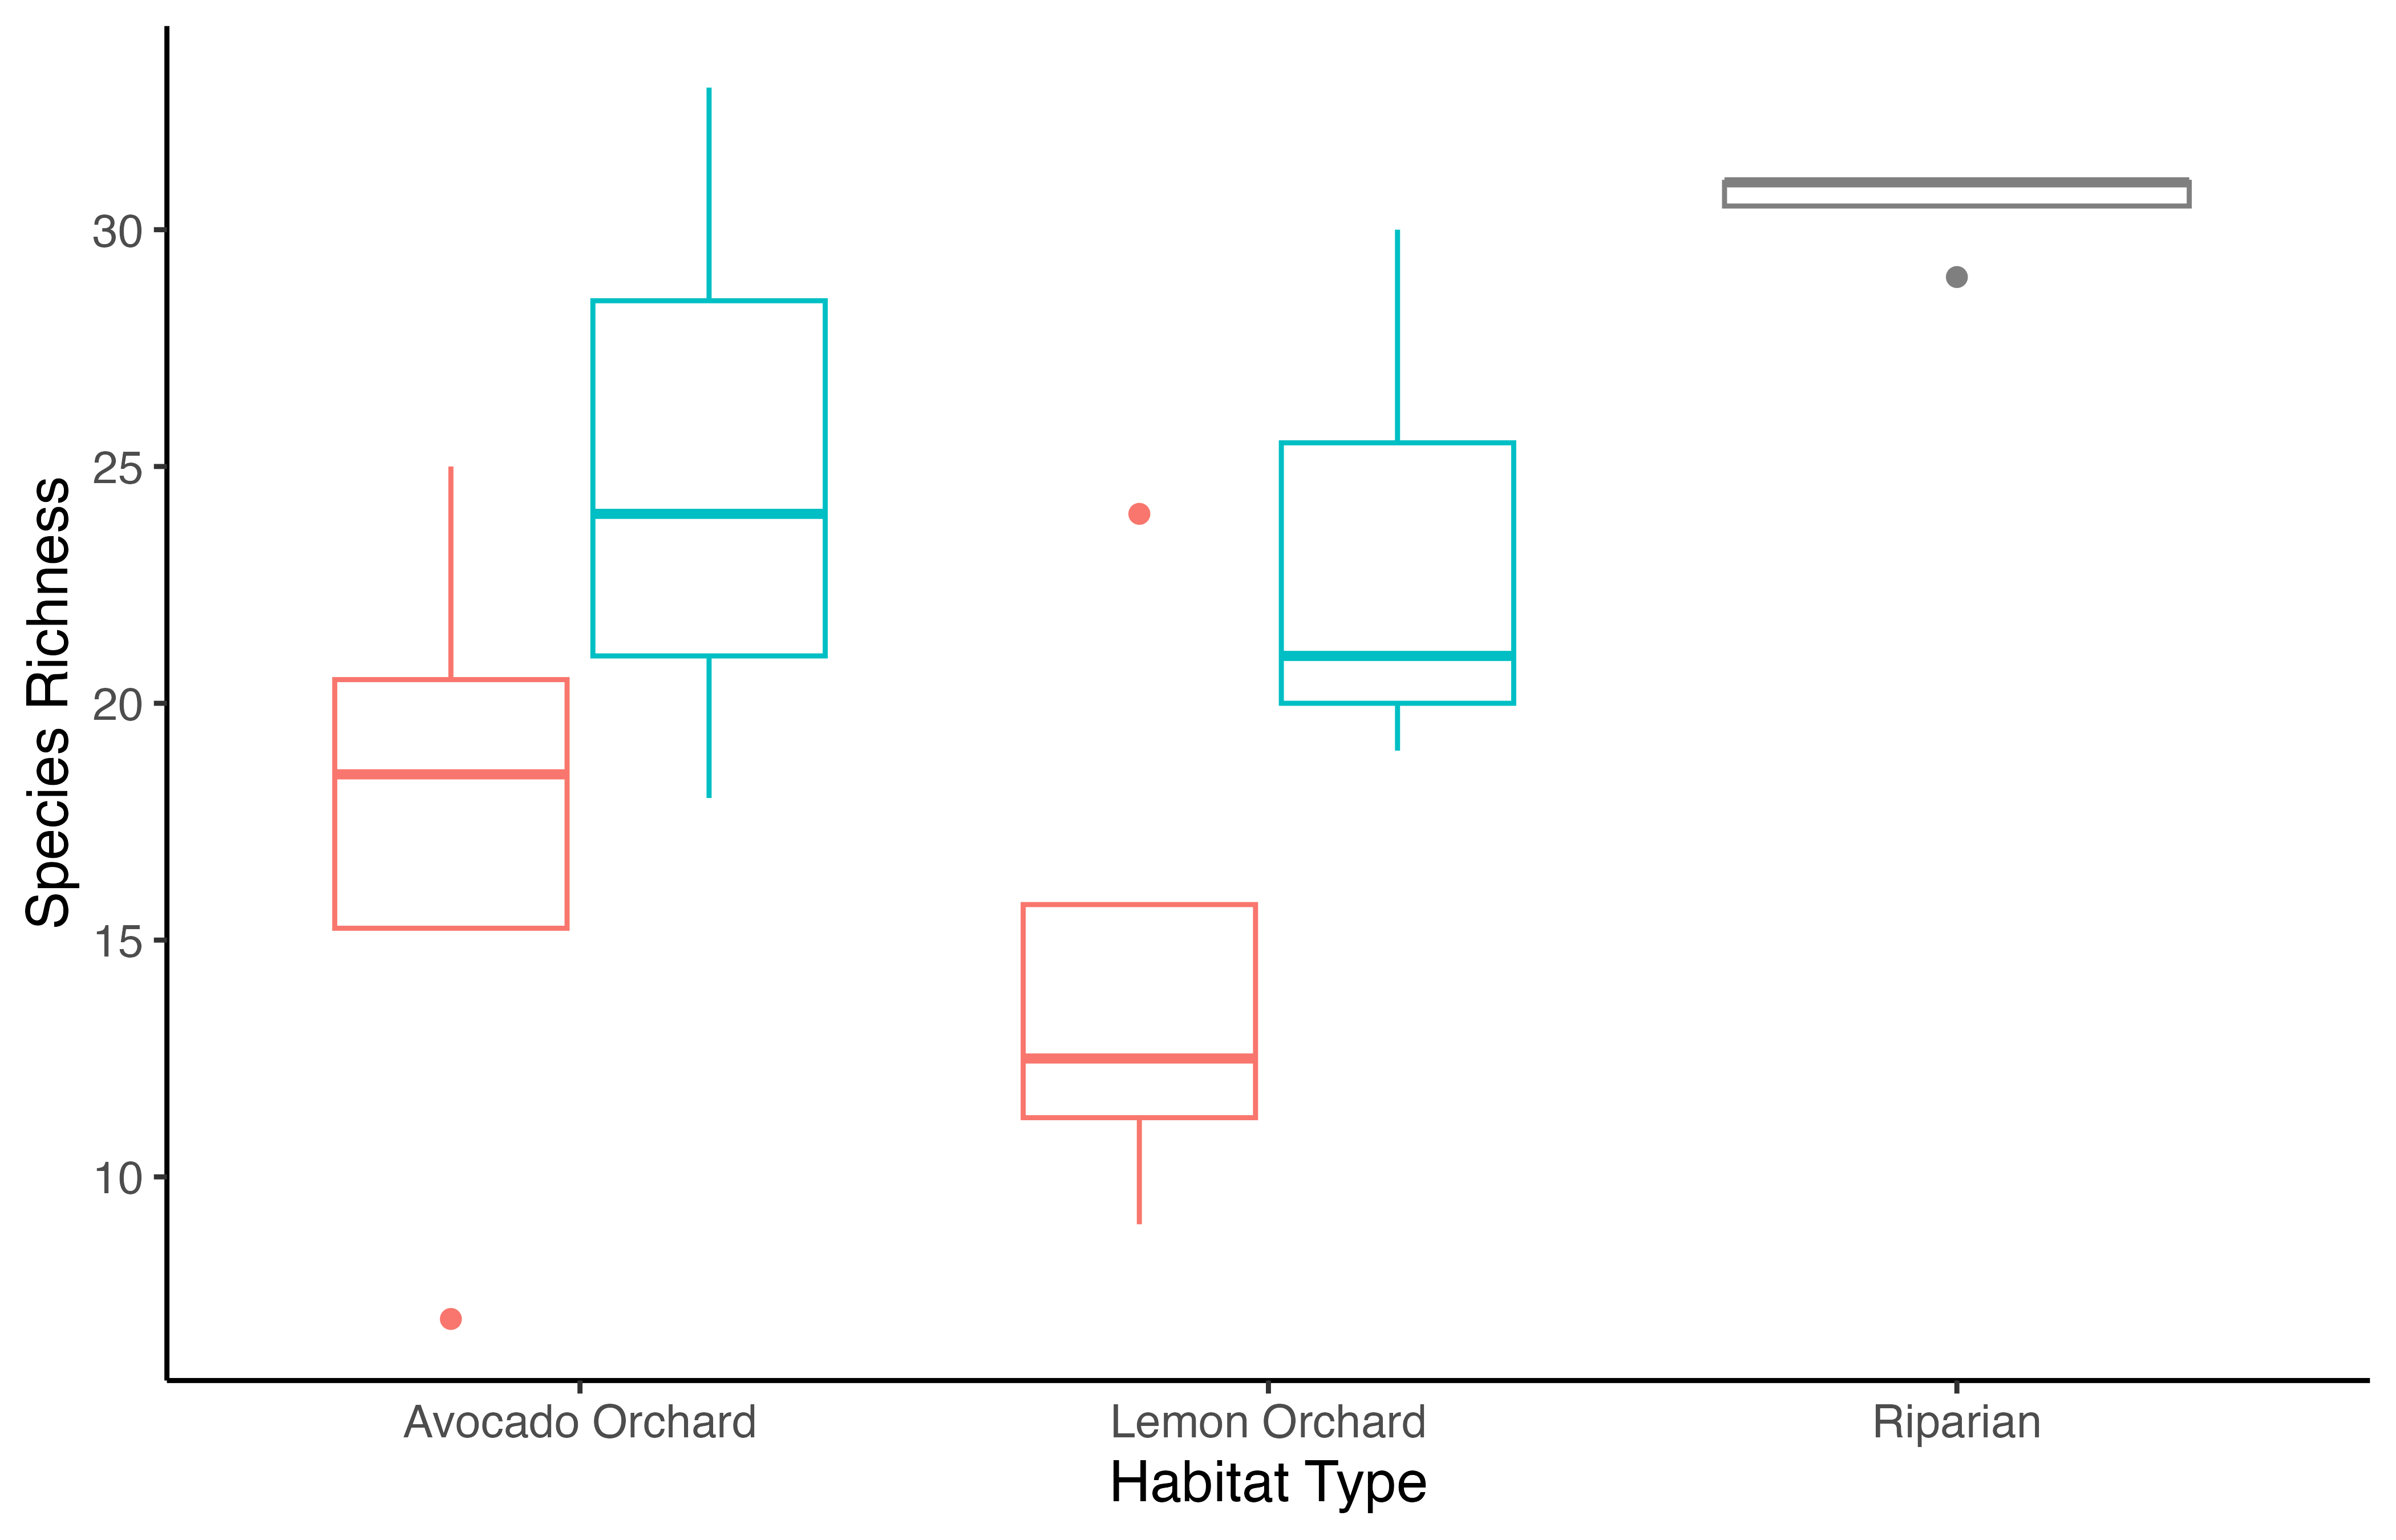 Species Richness
30
25
20
15
10
Avocado Orchard
Lemon Orchard
Riparian
Habitat Type